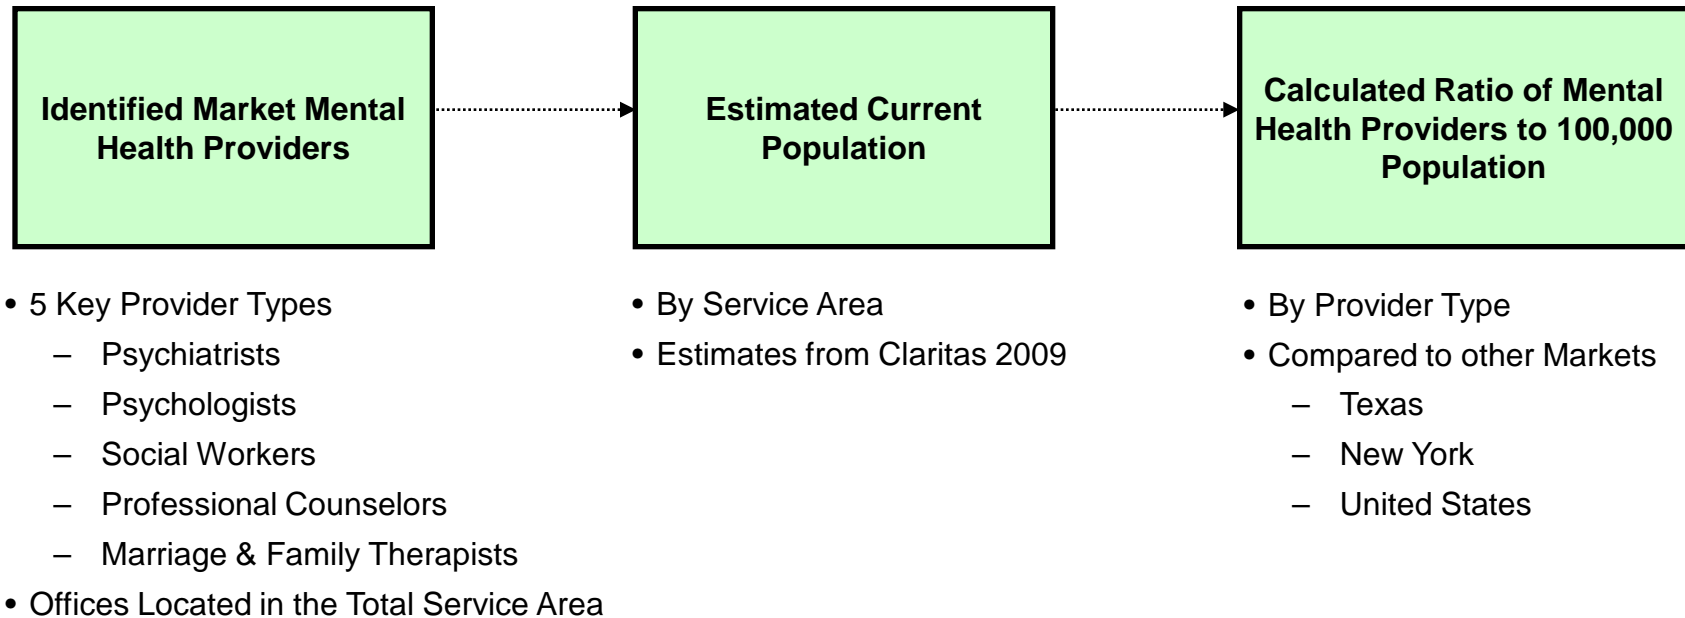 Identified Market Mental
Health Providers
Estimated Current
Population
Calculated Ratio of Mental
Health Providers to 100,000
Population
• 5 Key Provider Types
– Psychiatrists
– Psychologists
– Social Workers
– Professional Counselors
– Marriage & Family Therapists
• Offices Located in the Total Service Area
• By Service Area
• Estimates from Claritas 2009
• By Provider Type
• Compared to other Markets
– Texas
– New York
– United States